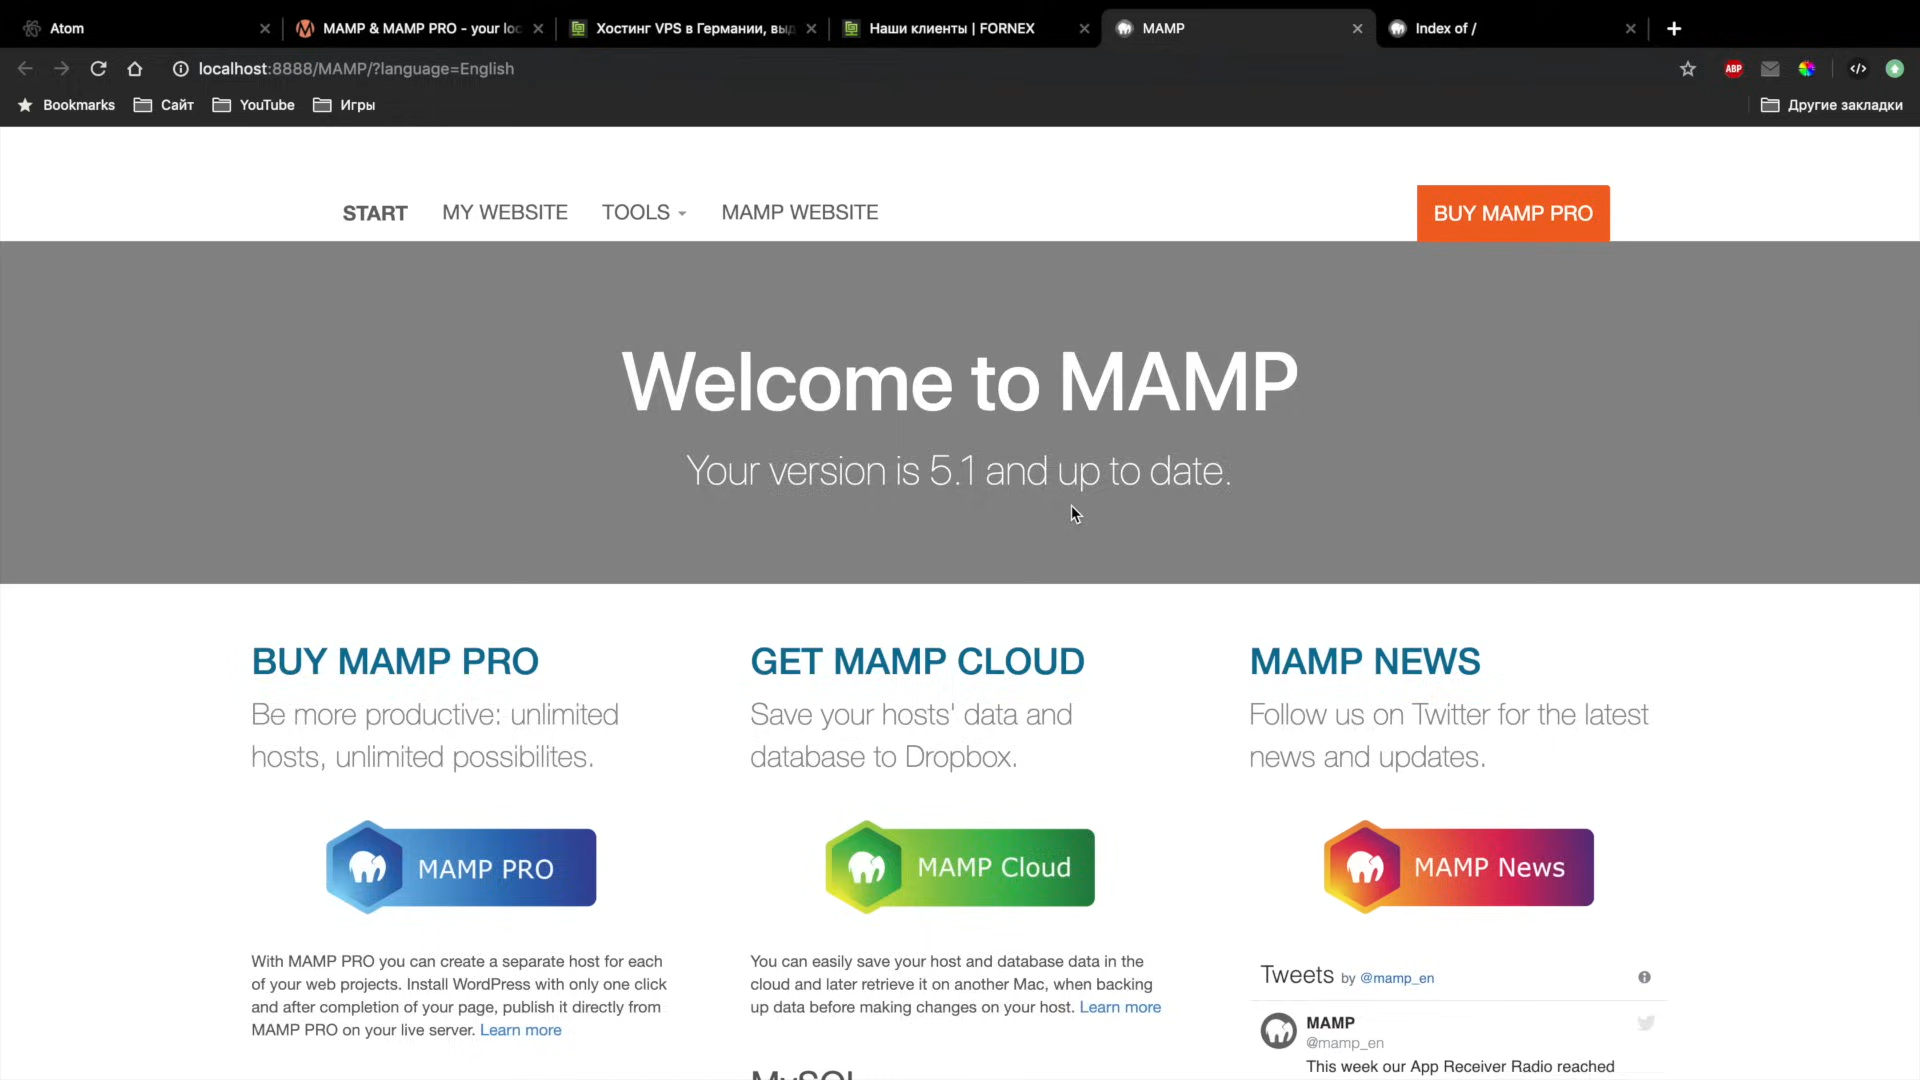 Atom
MAMP & MAMP PRO - your loc
Хостинг VPS в Германии, выд
Наши клиенты | FORNEX
MAMP
Index of /
localhost:8888/MAMP/?language=English
ABP
Bookmarks
Сайт
YouTube
Игры
Другие закладки
START
MY WEBSITE
TOOLS
MAMP WEBSITE
BUY MAMP PRO
Welcome to MAMP
Your version is 5.1 and up to date.
BUY MAMP PRO
Be more productive: unlimited
hosts, unlimited possibilites.
MAMP PRO
With MAMP PRO you can create a separate host for each
of your web projects. Install WordPress with only one click
and after completion of your page, publish it directly from
MAMP PRO on your live server. Learn more
GET MAMP CLOUD
Save your hosts' data and
database to Dropbox.
MAMP Cloud
You can easily save your host and database data in the
cloud and later retrieve it on another Mac, when backing
up data before making changes on your host. Learn more
MySQL
MAMP NEWS
Follow us on Twitter for the latest
news and updates.
MAMP News
Tweets by @mamp_en
MAMP
@mamp_en
This week our App Receiver Radio reached